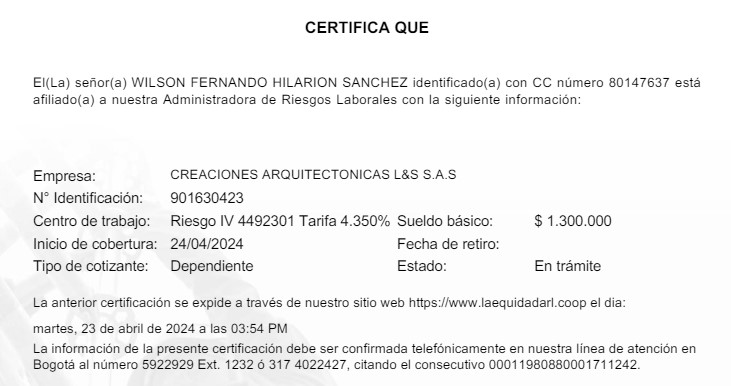 CERTIFICA QUE
El(La) señor(a) WILSON FERNANDO HILARION SANCHEZ identificado(a) con CC número 80147637 está
afiliado(a) a nuestra Administradora de Riesgos Laborales con la siguiente información:
Empresa: CREACIONES ARQUITECTONICAS L&S S.A.S
N° Identificación: 901630423
Centro de trabajo: Riesgo IV 4492301 Tarifa 4.350% Sueldo básico: $ 1.300.000
Inicio de cobertura: 24/04/2024 Fecha de retiro:
Tipo de cotizante: Dependiente Estado: En trámite
La anterior certificación se expide a través de nuestro sitio web https://www.laequidadarl.coop el dia:
martes, 23 de abril de 2024 a las 03:54 PM
La información de la presente certificación debe ser confirmada telefónicamente en nuestra línea de atención en
Bogotá al número 5922929 Ext. 1232 ó 317 4022427, citando el consecutivo 00011980880001711242.